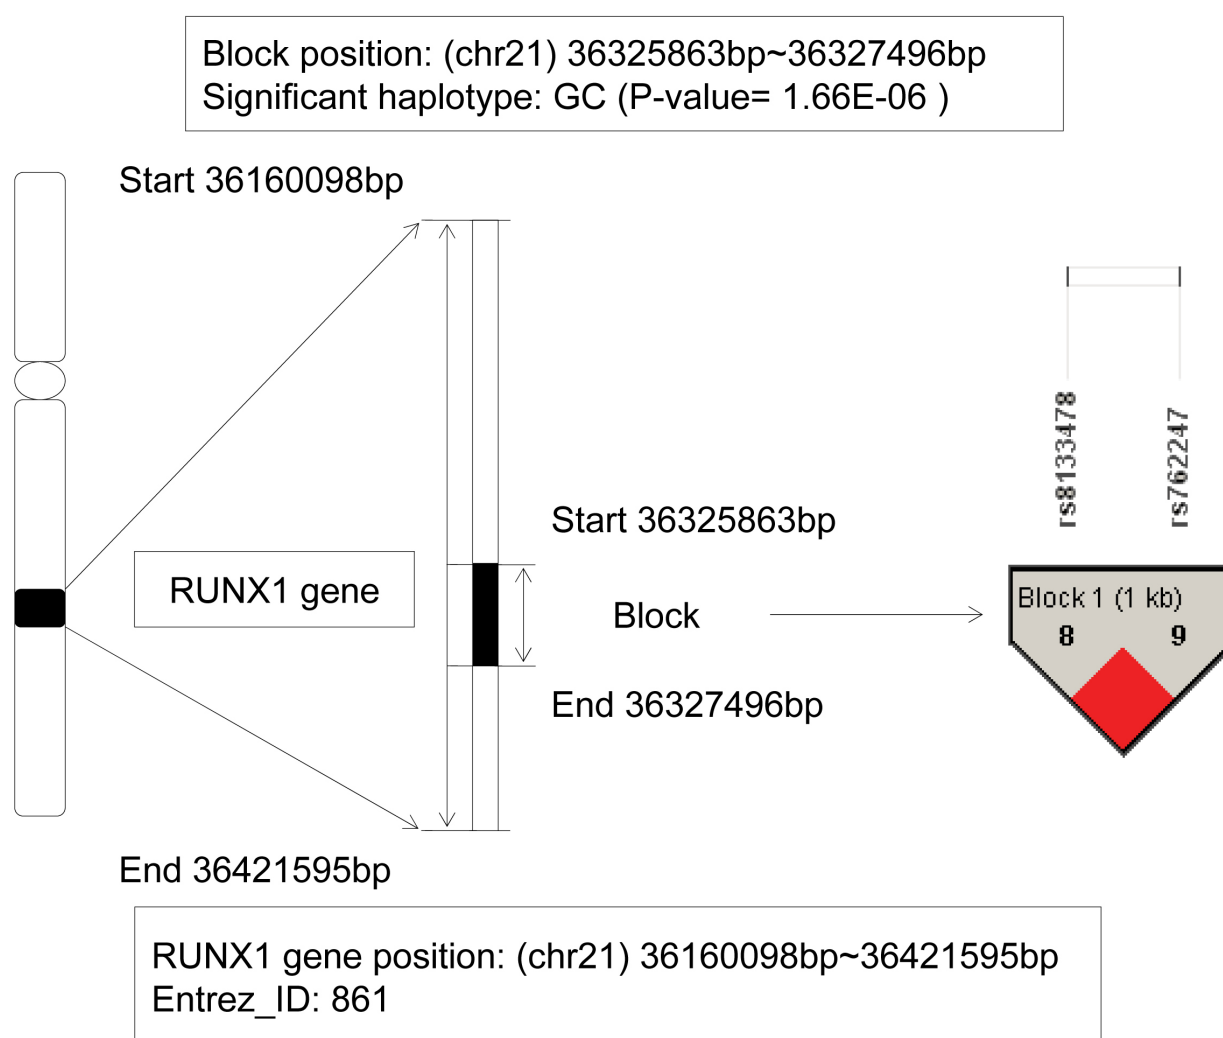 Block position: (chr21) 36325863bp~36327496bp
Significant haplotype: GC (P-value= 1.66E-06 )
Start 36160098bp
rs8133478
rs762247
Start 36325863bp
RUNX1 gene
Block
Block 1 (1 kb)
8 9
End 36327496bp
End 36421595bp
RUNX1 gene position: (chr21) 36160098bp~36421595bp
Entrez_ID: 861